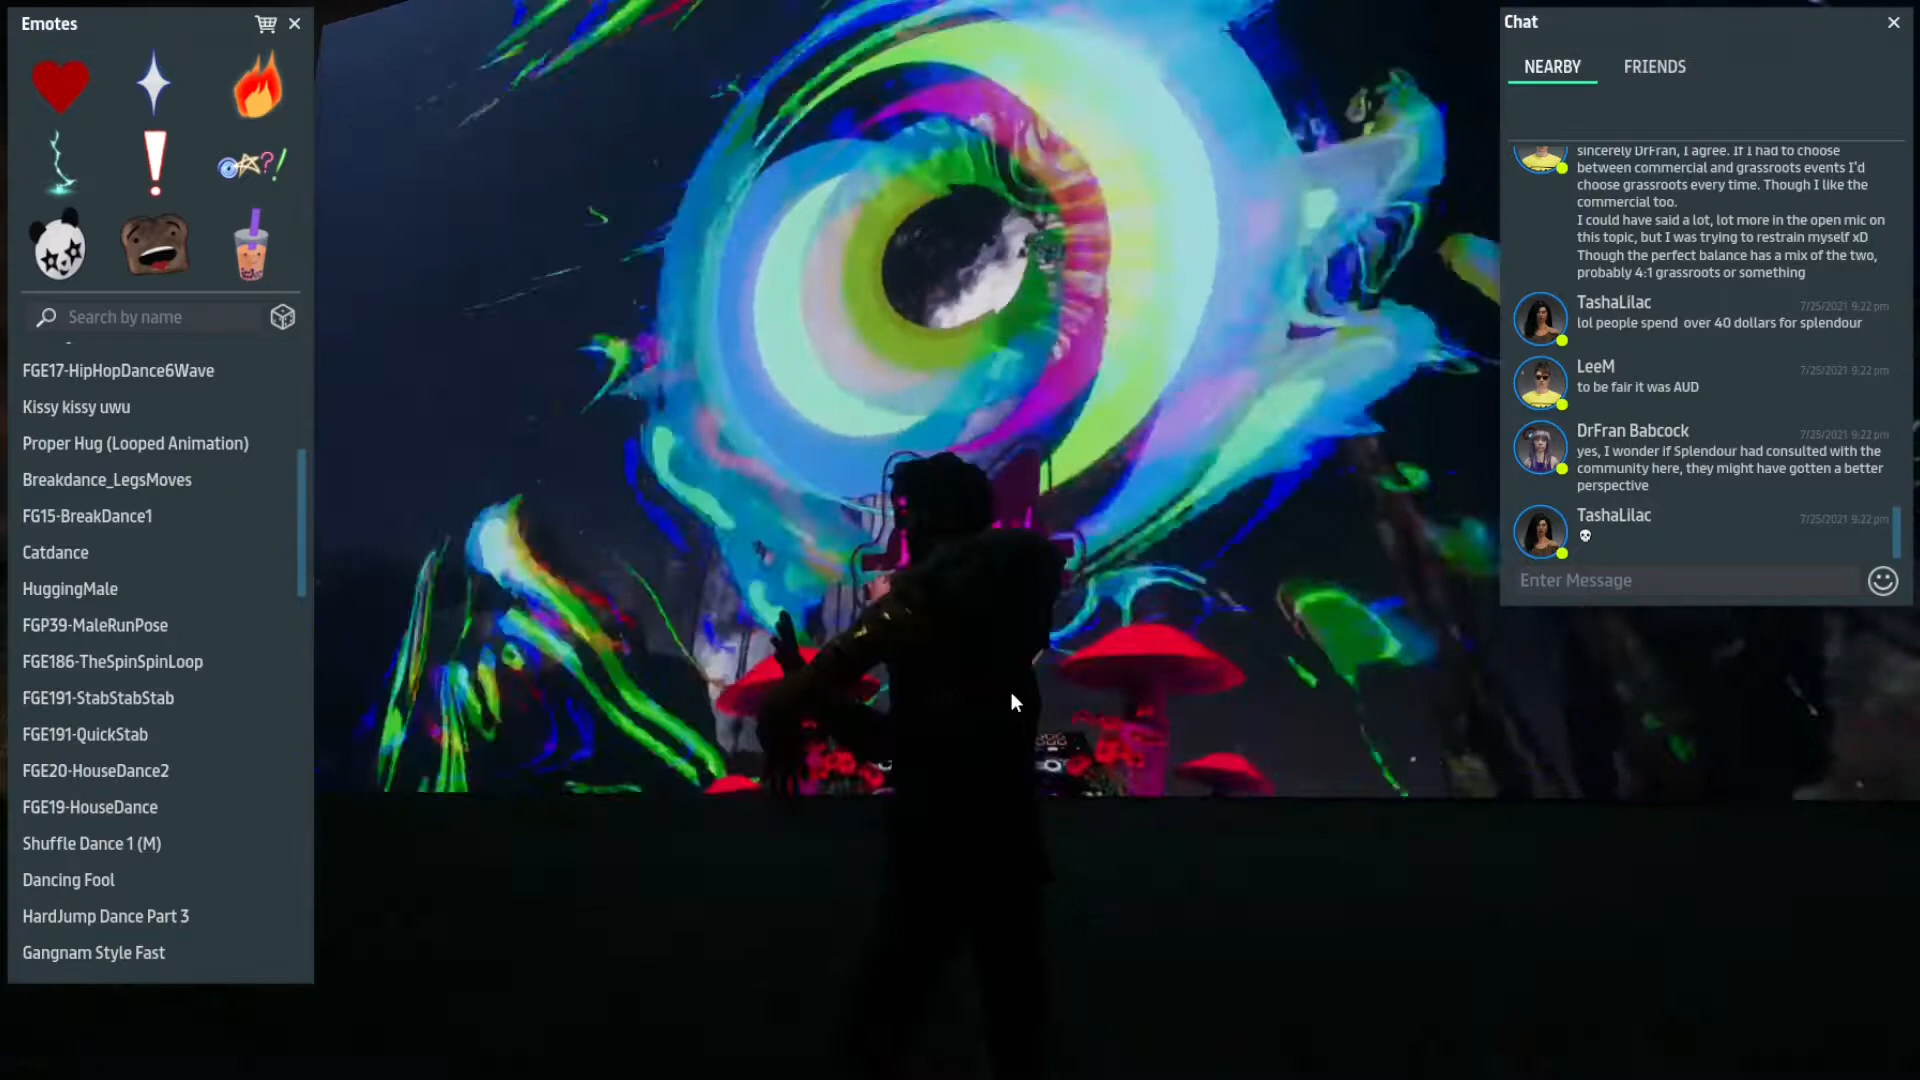 Emotes
Search by name
FGE17-HipHopDance6Wave
Kissy kissy uwu
Proper Hug (Looped Animation)
Breakdance_LegsMoves
FG15-BreakDance1
Catdance
HuggingMale
FGP39-MaleRunPose
FGE186-TheSpinSpinLoop
FGE191-StabStabStab
FGE191-QuickStab
FGE20-HouseDance2
FGE19-HouseDance
Shuffle Dance 1 (M)
Dancing Fool
HardJump Dance Part 3
Gangnam Style Fast
Chat
NEARBY FRIENDS
sincerely DrFran, I agree. If I had to choose
between commercial and grassroots events I'd
choose grassroots every time. Though I like the
commercial too.
I could have said a lot, lot more in the open mic on
this topic, but I was trying to restrain myself xD
Though the perfect balance has a mix of the two,
probably 4:1 grassroots or something
TashaLilac 7/25/2021 9:22 pm
lol people spend over 40 dollars for splendour
LeeM 7/25/2021 9:22 pm
to be fair it was AUD
DrFran Babcock 7/25/2021 9:22 pm
yes, I wonder if Splendour had consulted with the
community here, they might have gotten a better
perspective
TashaLilac 7/25/2021 9:22 pm
💀
Enter Message